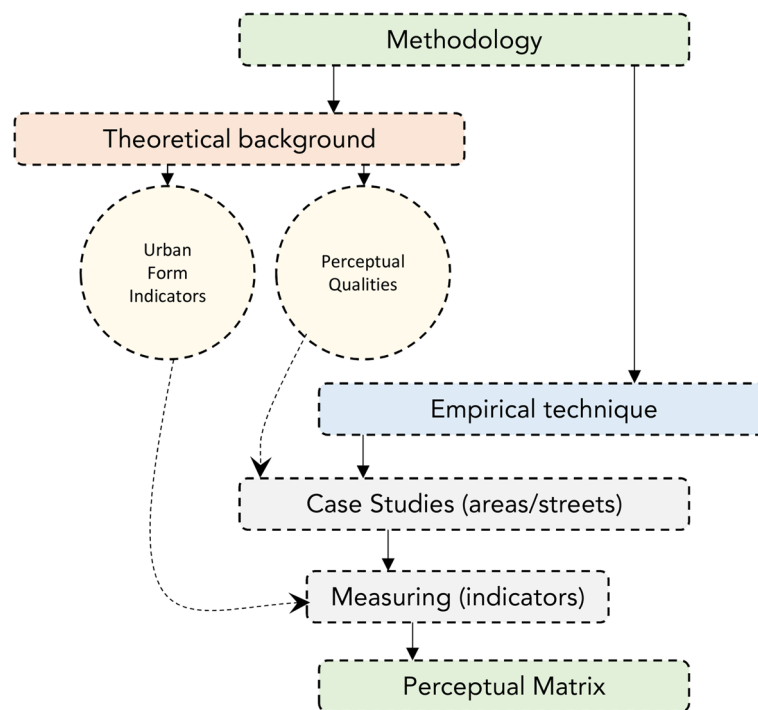 Methodology
Theoretical background
Urban
Form
Indicators
Perceptual
Qualities
Empirical technique
Case Studies (areas/streets)
Measuring (indicators)
Perceptual Matrix